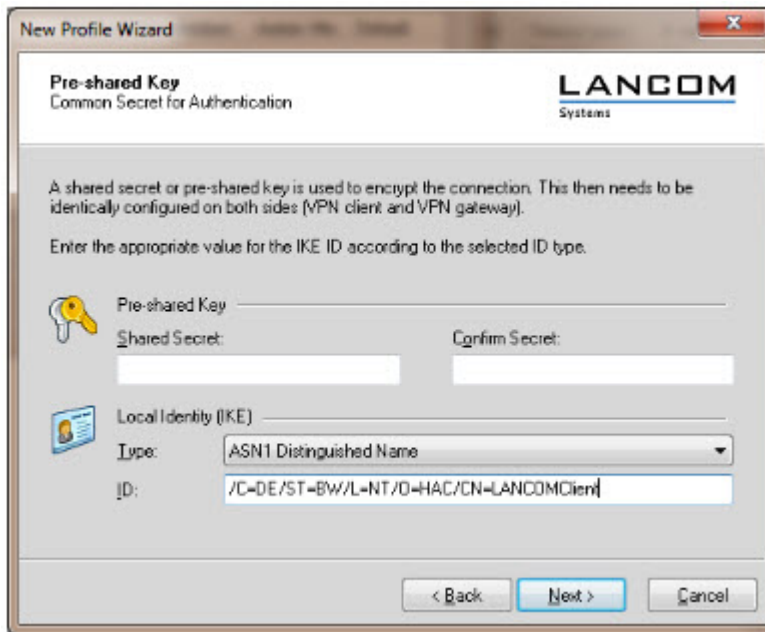 New Profile Wizard
Pre-shared Key
Common Secret for Authentication
LANCOM
Systems
A shared secret or pre-shared key is used to encrypt the connection. This then needs to be
identically configured on both sides (VPN client and VPN gateway).
Enter the appropriate value for the IKE ID according to the selected ID type.
Pre-shared Key
Shared Secret:
Confirm Secret:
Local Identity (IKE)
Type:
ASN1 Distinguished Name
ID:
/C=DE/ST=BW/L=NT/O=HAC/CN=LANCOMClient
< Back
Next >
Cancel